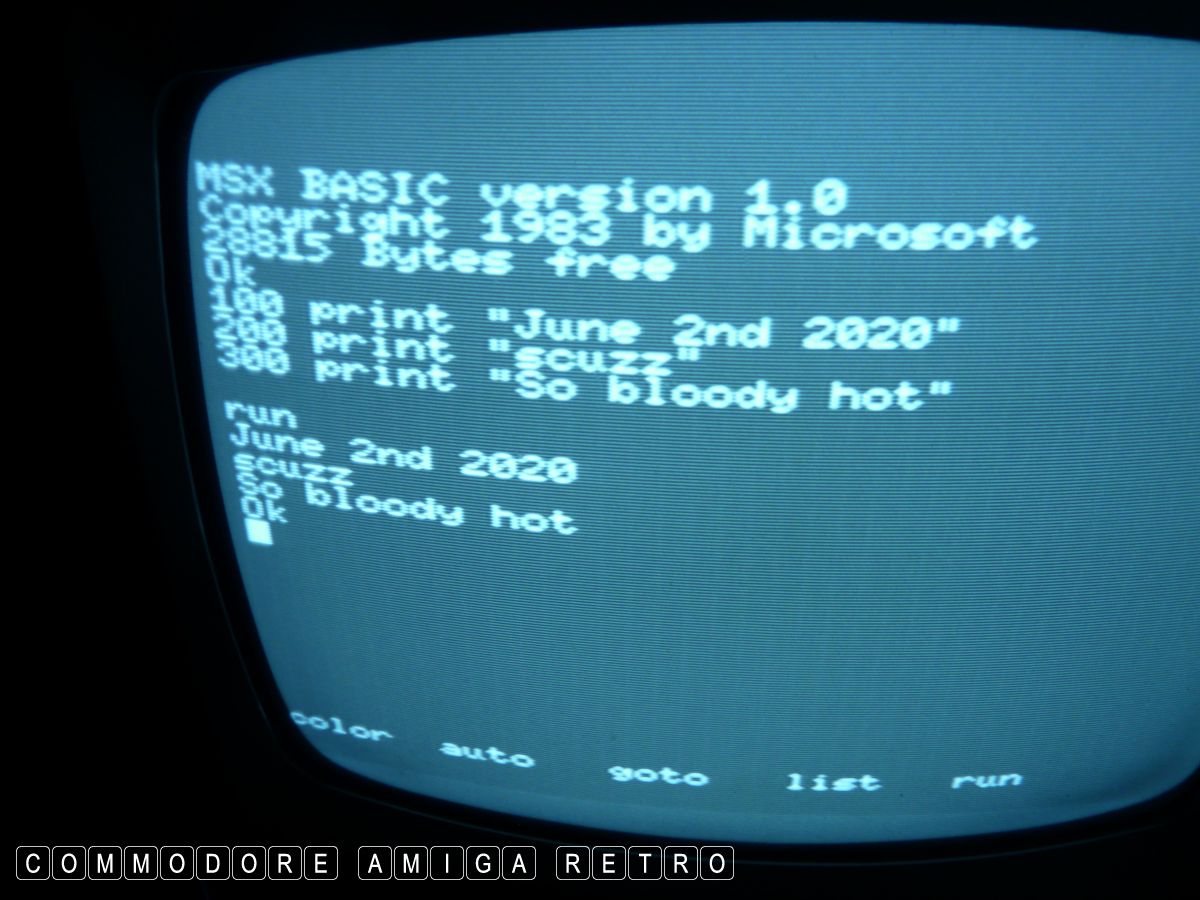 MSX BASIC version 1.0
Copyright 1983 by Microsoft
28815 Bytes free
Ok
100 print "June 2nd 2020"
200 print "scuzz"
300 print "So bloody hot"
run
June 2nd 2020
scuzz
So bloody hot
Ok
color auto goto list run
COMMODORE AMIGA RETRO